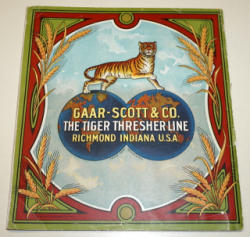 GAAR-SCOTT & CO.
THE TIGER THRESHER LINE
RICHMOND INDIANA U.S.A.